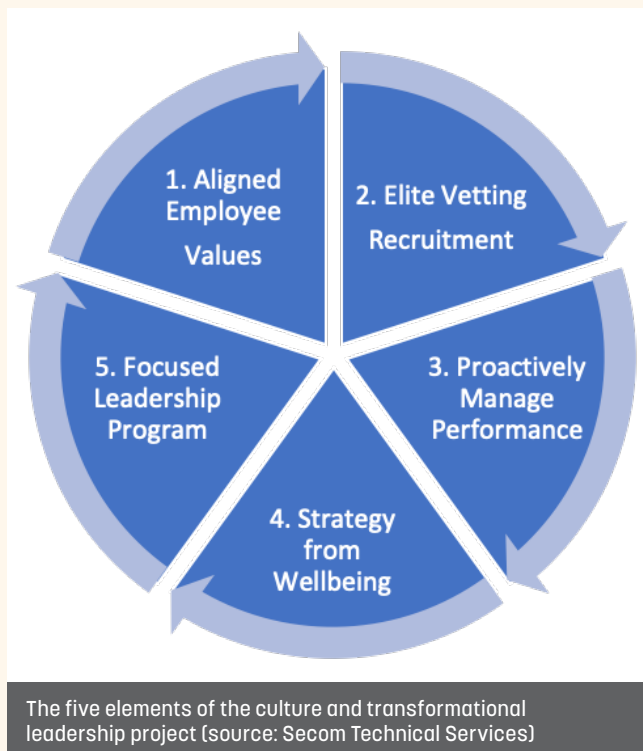 1. Aligned
Employee
Values
2. Elite Vetting
Recruitment
3. Proactively
Manage
Performance
4. Strategy
from
Wellbeing
5. Focused
Leadership
Program
The five elements of the culture and transformational
leadership project (source: Secom Technical Services)